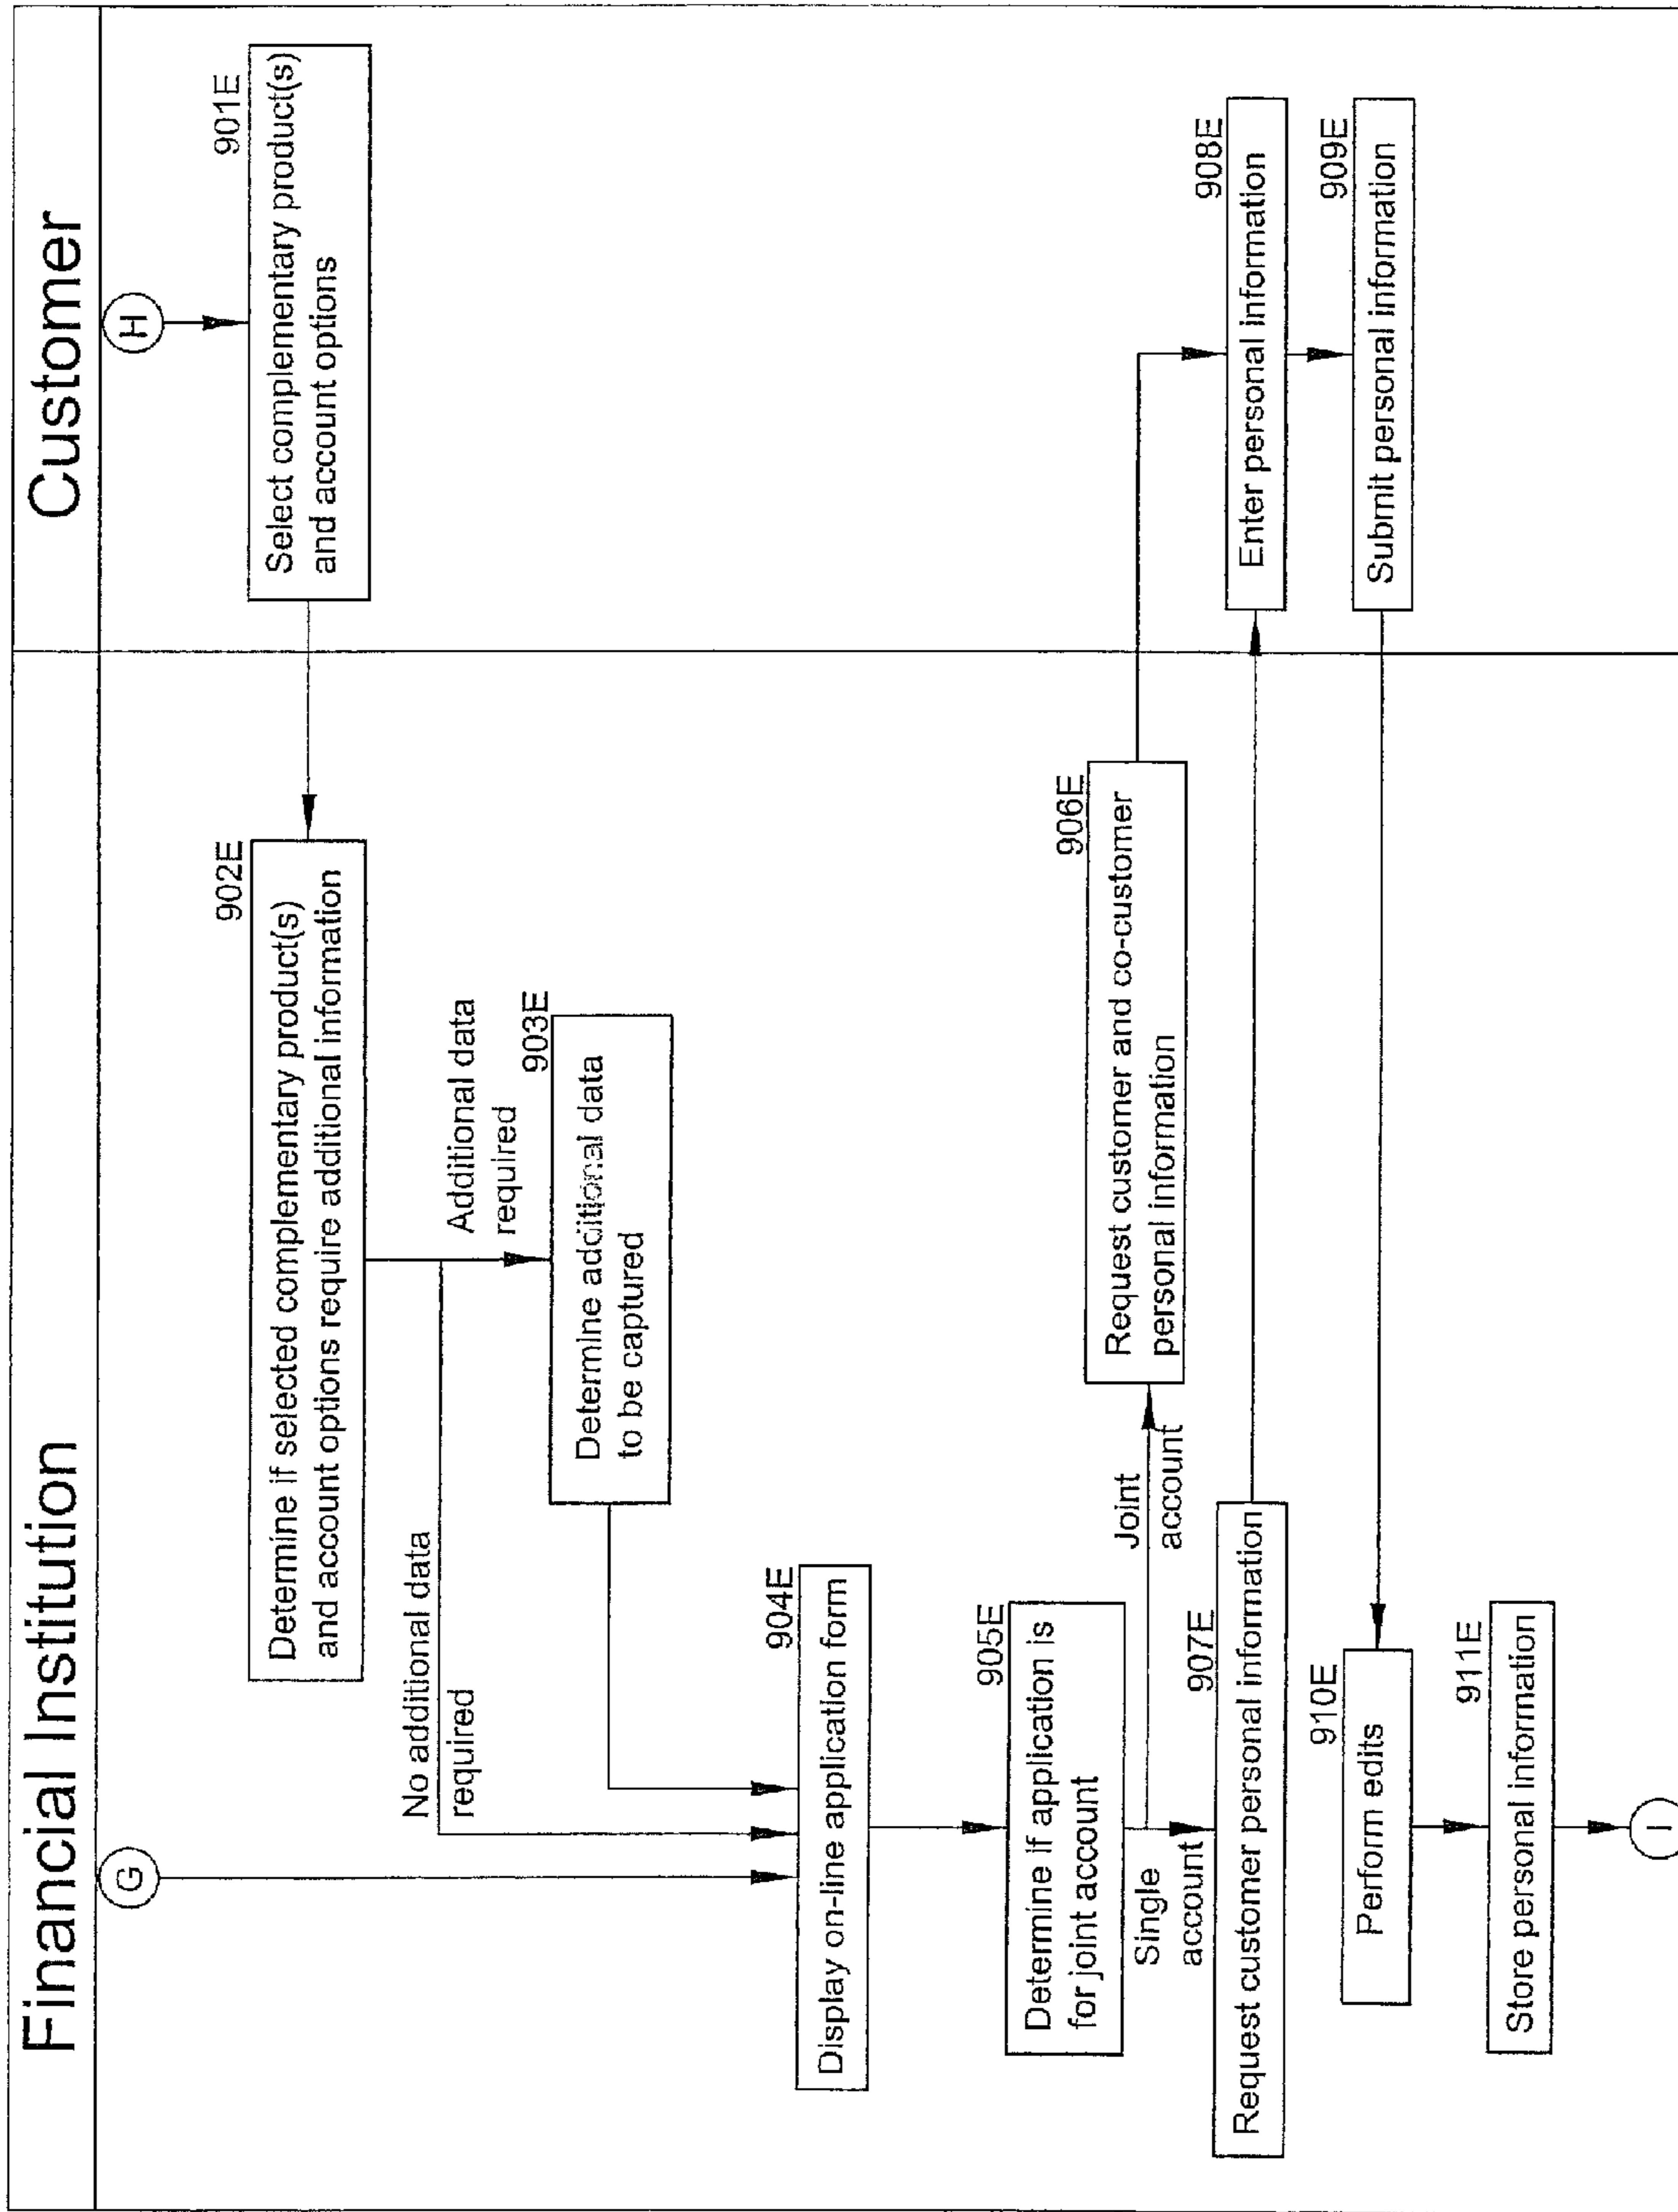 Financial Institution
Customer
G
H
901E
Select complementary product(s)
and account options
902E
Determine if selected complementary product(s)
and account options require additional information
No additional data
required
Additional data
required
903E
Determine additional data
to be captured
904E
Display on-line application form
905E
Determine if application is
for joint account
Single
account
Joint
account
906E
Request customer and co-customer
personal information
907E
Request customer personal information
908E
Enter personal information
909E
Submit personal information
910E
Perform edits
911E
Store personal information
I